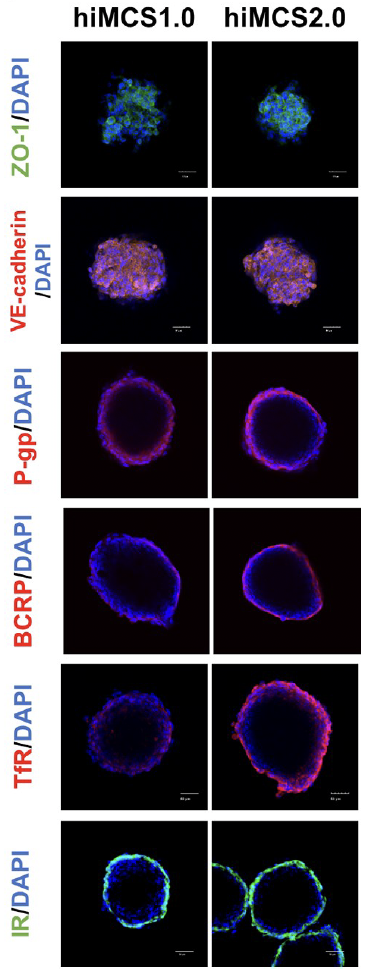 hiMCS1.0 hiMCS2.0
ZO-1/DAPI
VE-cadherin
/DAPI
P-gp/DAPI
BCRP/DAPI
TfR/DAPI
IR/DAPI